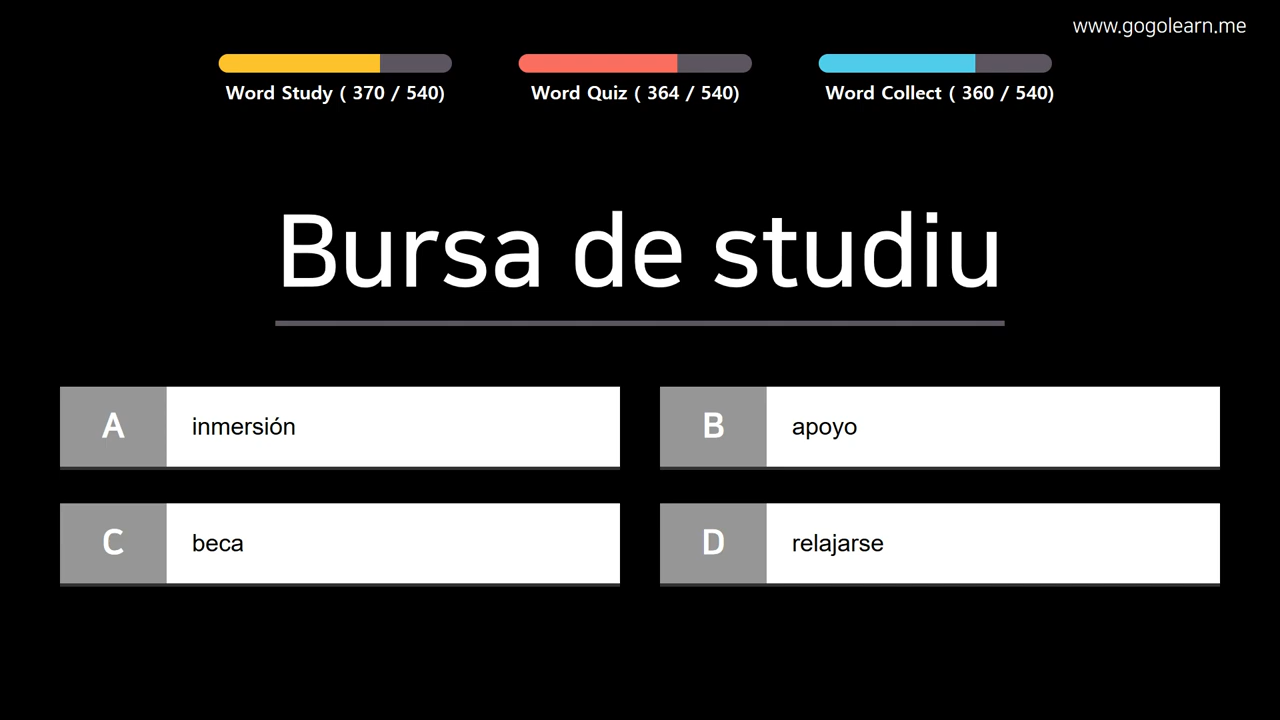 www.gogolearn.me
Word Study ( 370 / 540)
Word Quiz ( 364 / 540)
Word Collect ( 360 / 540)
Bursa de studiu
A
inmersión
B
apoyo
C
beca
D
relajarse